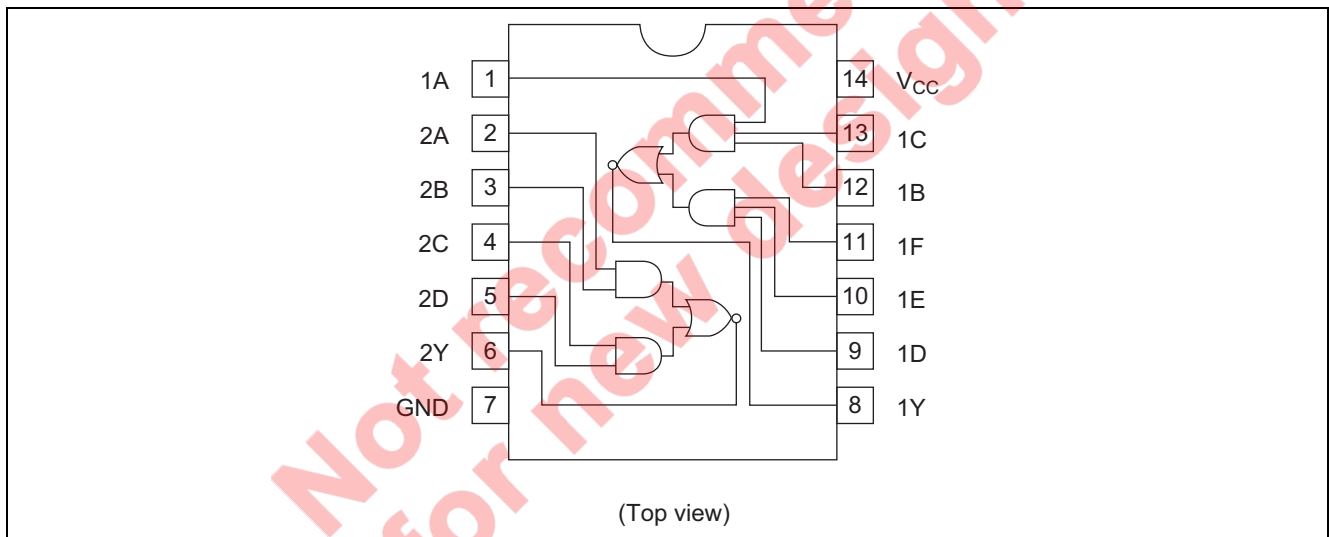 1A 1 14 VCC
2A 2 13 1C
2B 3 12 1B
2C 4 11 1F
2D 5 10 1E
2Y 6 9 1D
GND 7 8 1Y
(Top view)
Not recomme
for new design